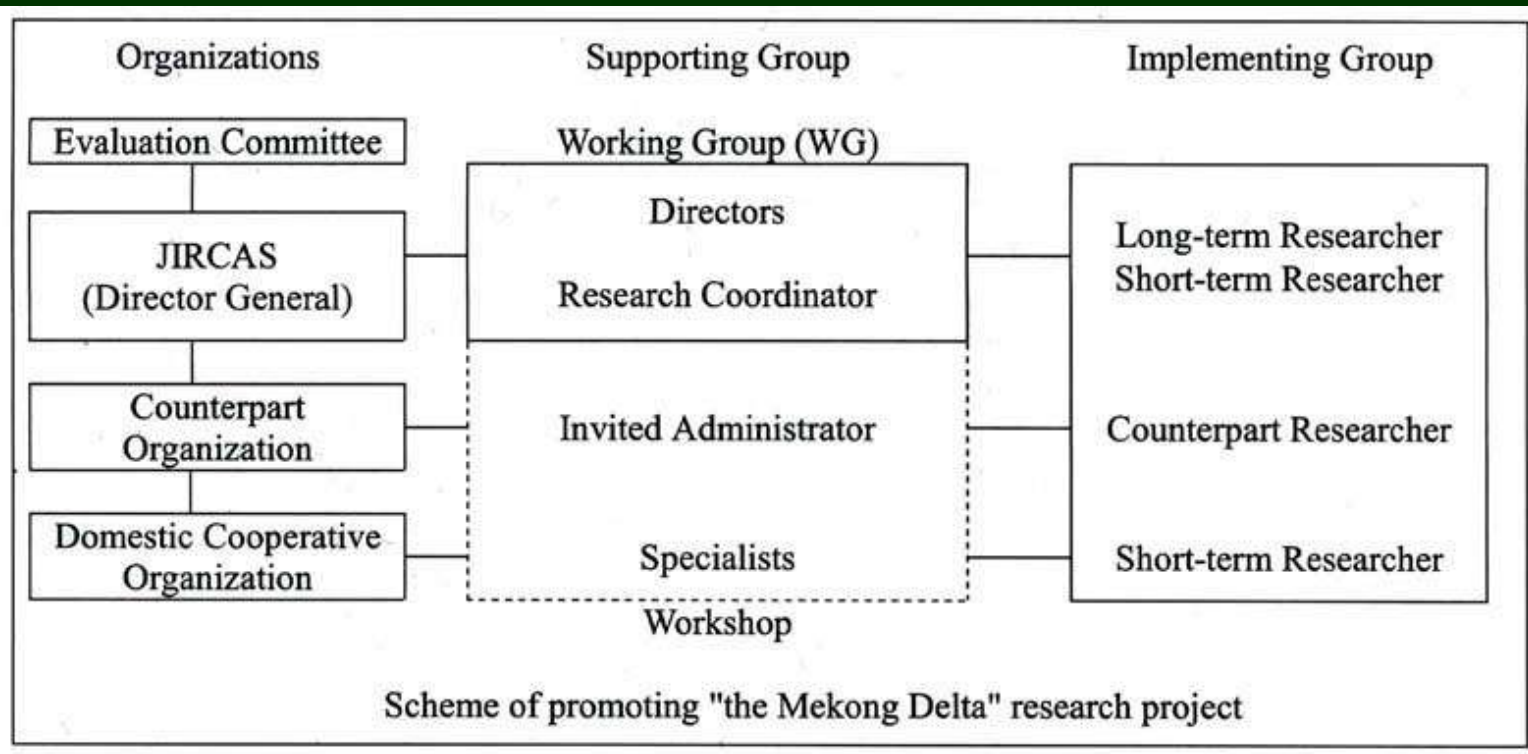 Organizations
Supporting Group
Implementing Group
Evaluation Committee
Working Group (WG)
JIRCAS
(Director General)
Directors
Research Coordinator
Long-term Researcher
Short-term Researcher
Counterpart
Organization
Invited Administrator
Counterpart Researcher
Domestic Cooperative
Organization
Specialists
Short-term Researcher
Workshop
Scheme of promoting "the Mekong Delta" research project